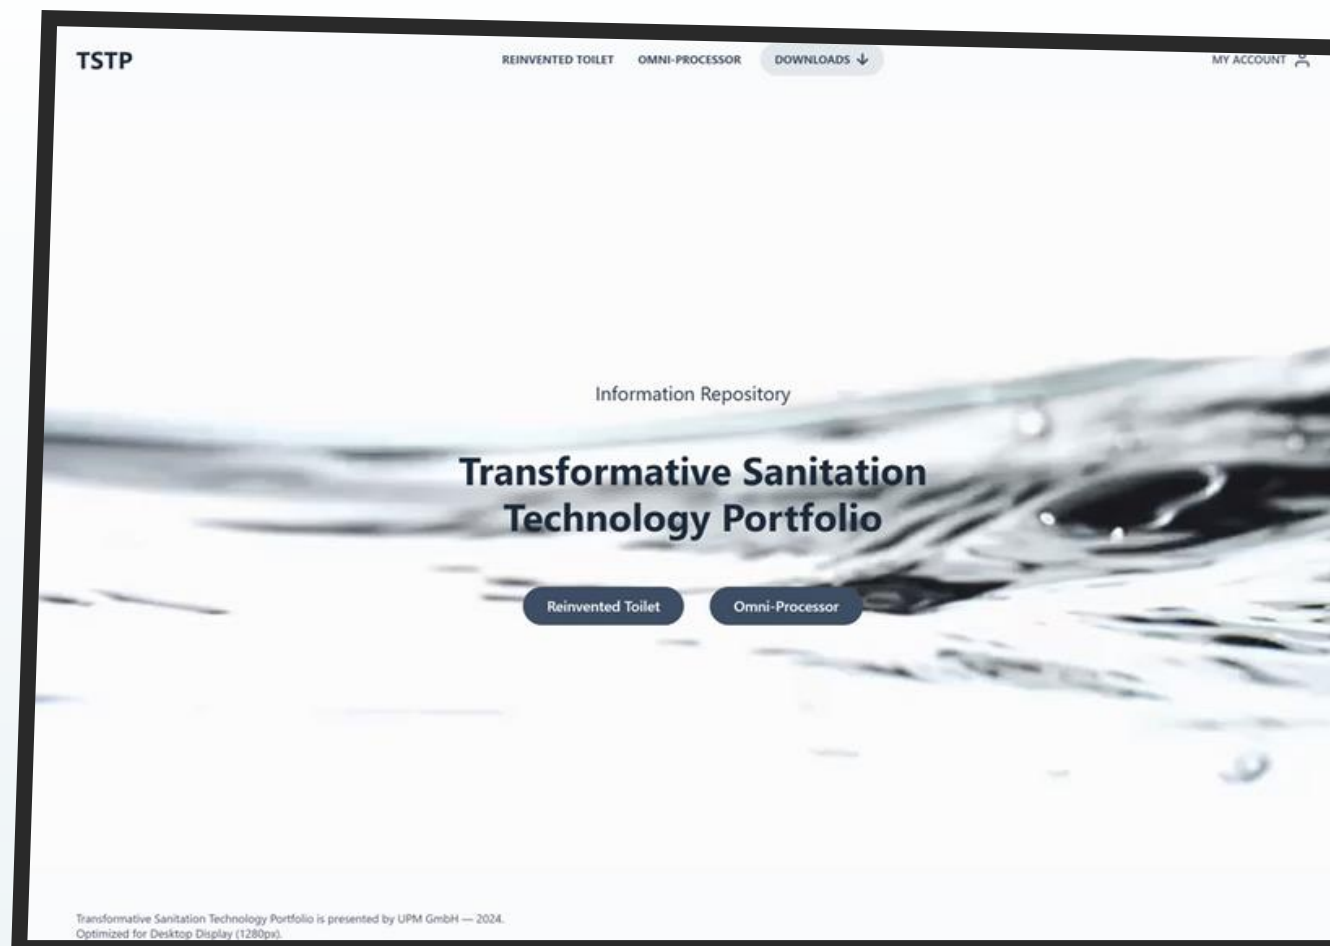 TSTP
REINVENTED TOILET
OMNI-PROCESSOR
DOWNLOADS
MY ACCOUNT
Information Repository
Transformative Sanitation
Technology Portfolio
Reinvented Toilet
Omni-Processor
Transformative Sanitation Technology Portfolio is presented by UPM GmbH — 2024.
Optimized for Desktop Display (1280px).